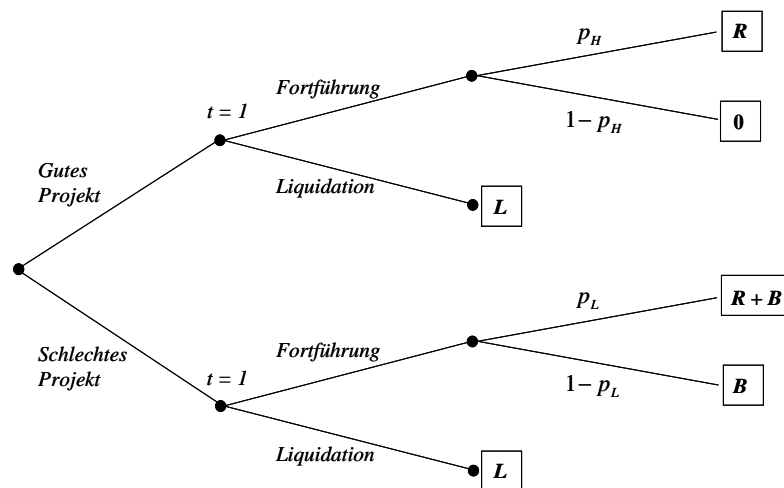 p_H
R
Fortführung
t = 1
1 – p_H
0
Gutes
Projekt
Liquidation
L
p_L
R + B
Schlechtes
Projekt
Fortführung
t = 1
1 – p_L
B
Liquidation
L